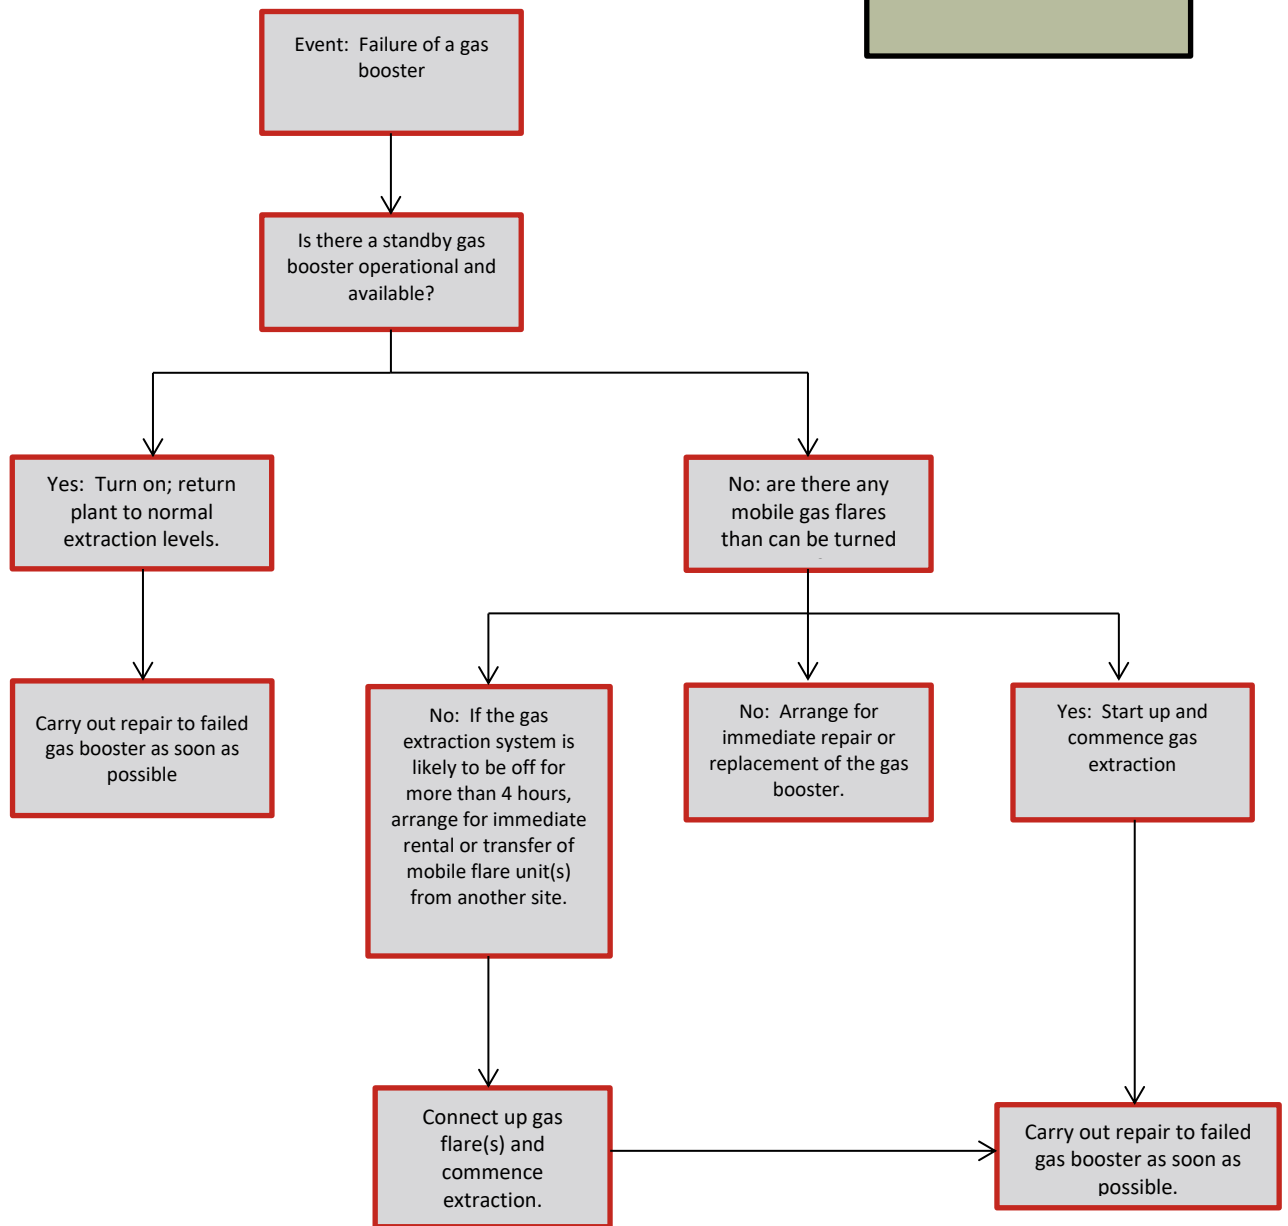 Event: Failure of a gas
booster
Is there a standby gas
booster operational and
available?
Yes: Turn on; return
plant to normal
extraction levels.
No: are there any
mobile gas flares
than can be turned
Carry out repair to failed
gas booster as soon as
possible
No: If the gas
extraction system is
likely to be off for
more than 4 hours,
arrange for immediate
rental or transfer of
mobile flare unit(s)
from another site.
No: Arrange for
immediate repair or
replacement of the gas
booster.
Yes: Start up and
commence gas
extraction
Connect up gas
flare(s) and
commence
extraction.
Carry out repair to failed
gas booster as soon as
possible.